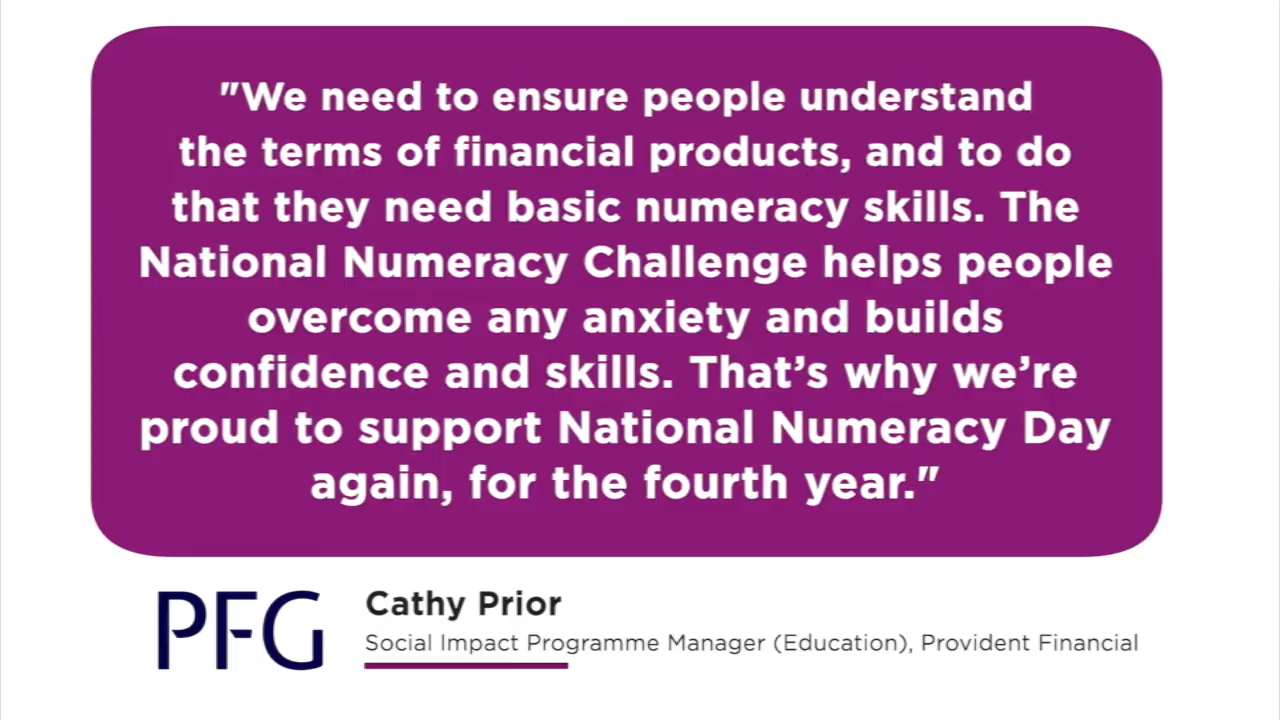 "We need to ensure people understand
the terms of financial products, and to do
that they need basic numeracy skills. The
National Numeracy Challenge helps people
overcome any anxiety and builds
confidence and skills. That’s why we’re
proud to support National Numeracy Day
again, for the fourth year."
PFG
Cathy Prior
Social Impact Programme Manager (Education), Provident Financial